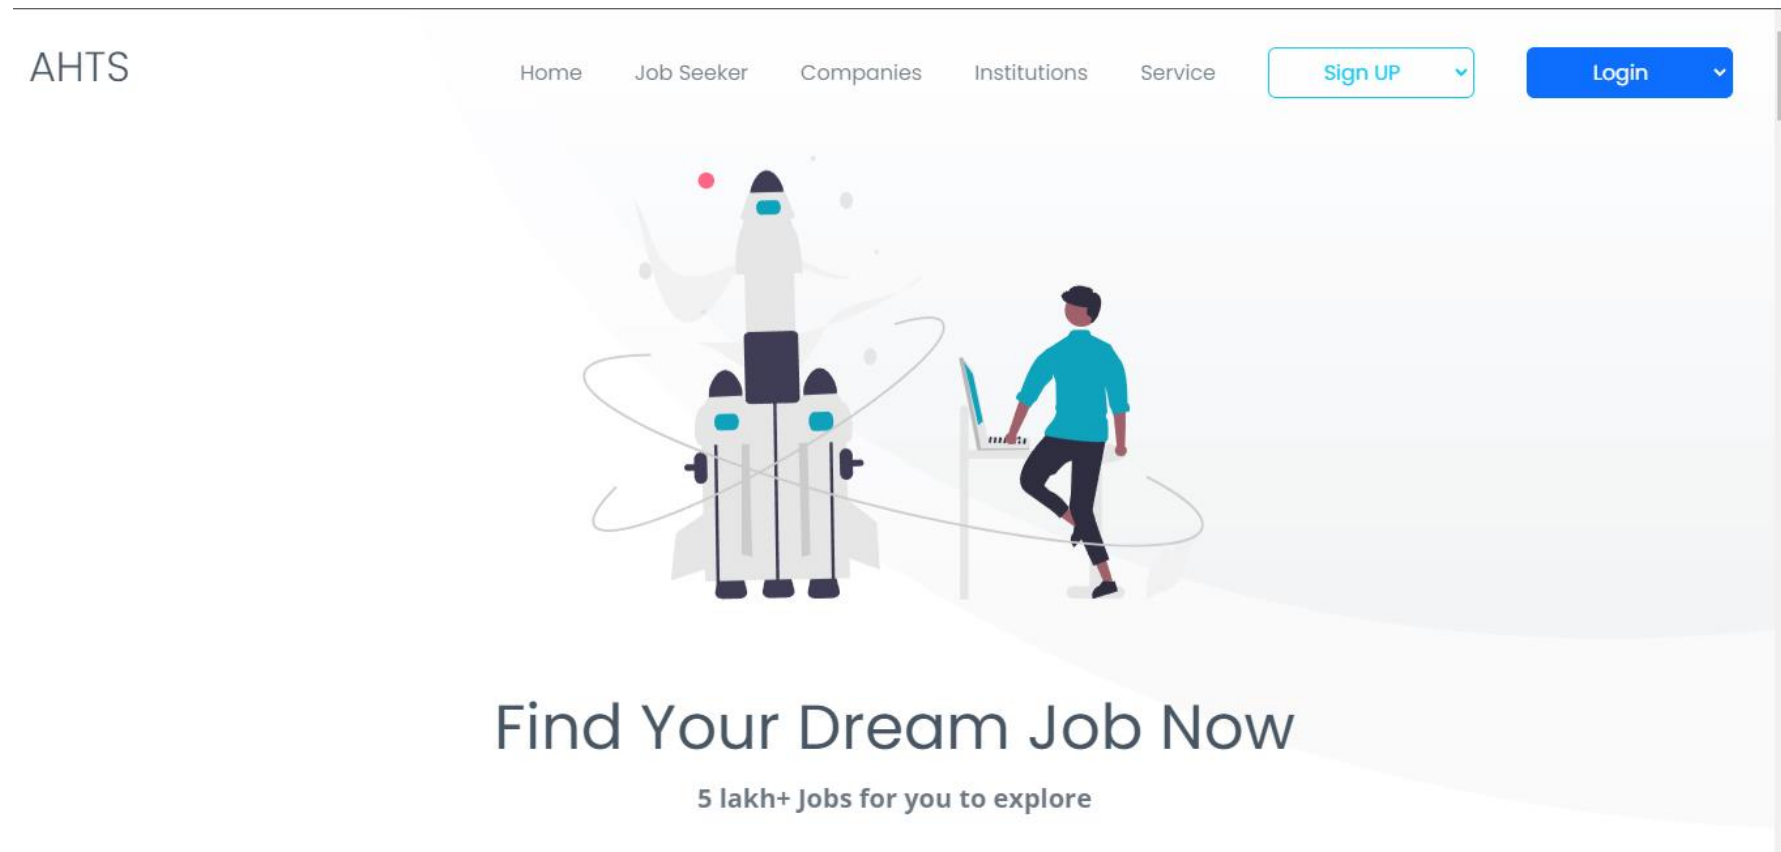 AHTS
Home Job Seeker Companies Institutions Service Sign UP Login
Find Your Dream Job Now
5 lakh+ Jobs for you to explore